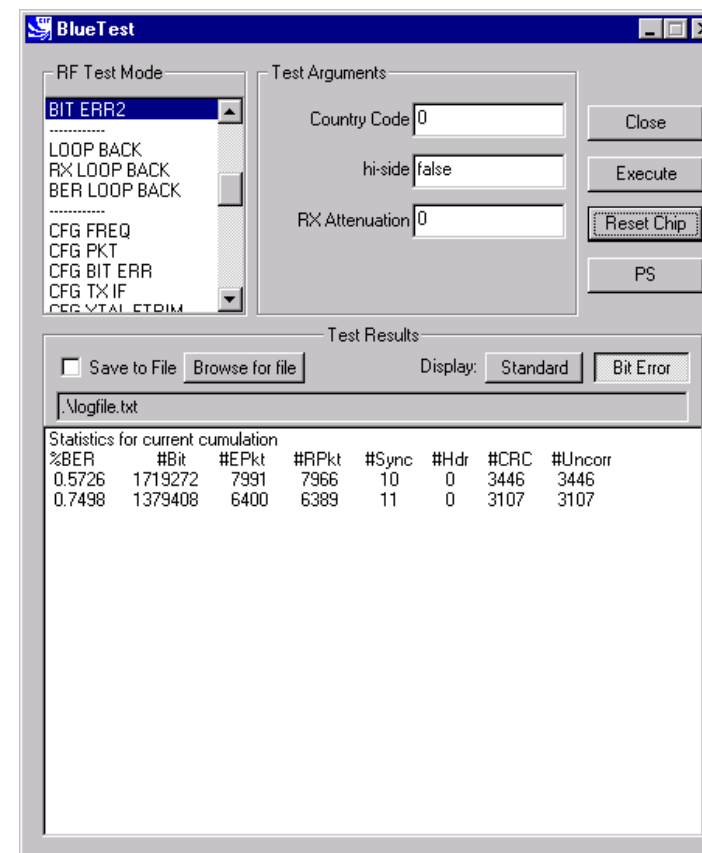 BlueTest
RF Test Mode
BIT ERR2
------------
LOOP BACK
RX LOOP BACK
BER LOOP BACK
------------
CFG FREQ
CFG PKT
CFG BIT ERR
CFG TX IF
CFG XTAL FTRIM
Test Arguments
Country Code 0
hi-side false
RX Attenuation 0
Close
Execute
Reset Chip
PS
Test Results
Save to File Browse for file Display: Standard Bit Error
.\logfile.txt
Statistics for current cumulation
%BER #Bit #EPkt #RPkt #Sync #Hdr #CRC #Uncorr
0.5726 1719272 7991 7966 10 0 3446 3446
0.7498 1379408 6400 6389 11 0 3107 3107